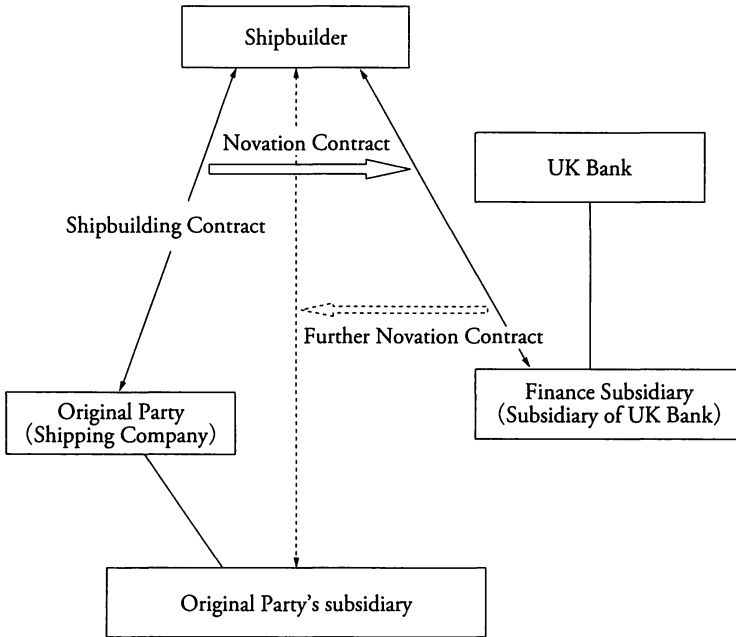 Shipbuilder
Novation Contract
UK Bank
Shipbuilding Contract
Further Novation Contract
Original Party
(Shipping Company)
Finance Subsidiary
(Subsidiary of UK Bank)
Original Party's subsidiary